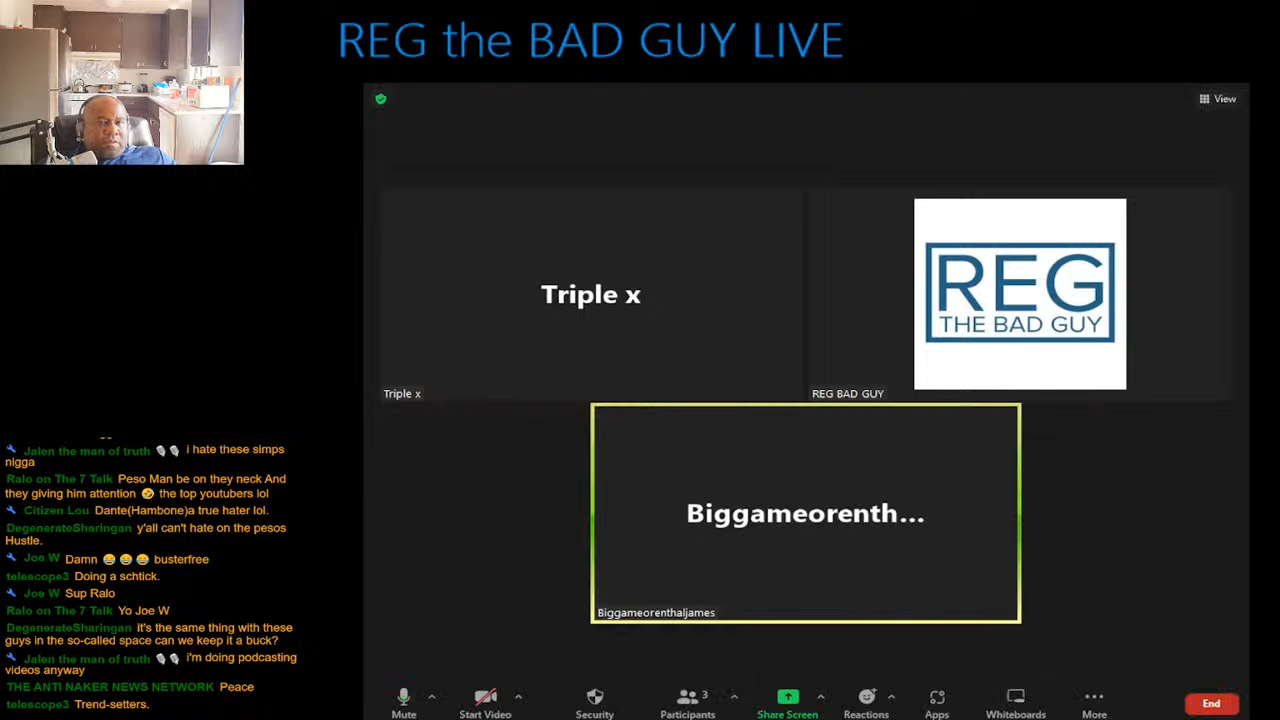 REG the BAD GUY LIVE
View
Triple x
Triple x
REG
THE BAD GUY
REG BAD GUY
Biggameorenth...
Biggameorenthaljames
Jalen the man of truth 🎙️🎙️ i hate these simps
nigga
Ralo on The 7 Talk Peso Man be on they neck And
they giving him attention 🤣 the top youtubers lol
Citizen Lou Dante(Hambone)a true hater lol.
DegenerateSharingan y'all can't hate on the pesos
Hustle.
Joe W Damn 😂 😂 😂 busterfree
telescope3 Doing a schtick.
Joe W Sup Ralo
Ralo on The 7 Talk Yo Joe W
DegenerateSharingan it's the same thing with these
guys in the so-called space can we keep it a buck?
Jalen the man of truth 🎙️🎙️ i'm doing podcasting
videos anyway
THE ANTI NAKER NEWS NETWORK Peace
telescope3 Trend-setters.
3
Mute
Start Video
Security
Participants
Share Screen
Reactions
Apps
Whiteboards
More
End